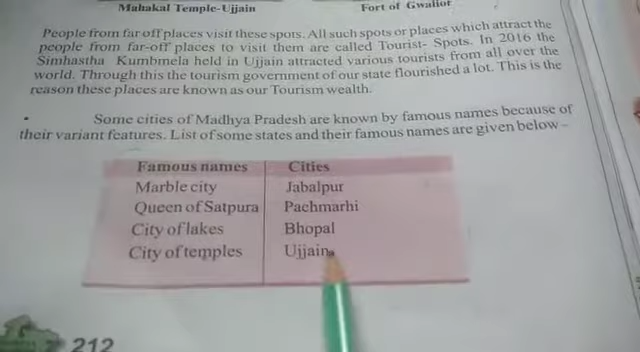 Mahakal Temple-Ujjain Fort of Gwalior
People from far off places visit these spots. All such spots or places which attract the
people from far-off places to visit them are called Tourist- Spots. In 2016 the
Simhastha Kumbmela held in Ujjain attracted various tourists from all over the
world. Through this the tourism government of our state flourished a lot. This is the
reason these places are known as our Tourism wealth.
Some cities of Madhya Pradesh are known by famous names because of
their variant features. List of some states and their famous names are given below –
Famous names Cities
Marble city Jabalpur
Queen of Satpura Pachmarhi
City of lakes Bhopal
City of temples Ujjain
212